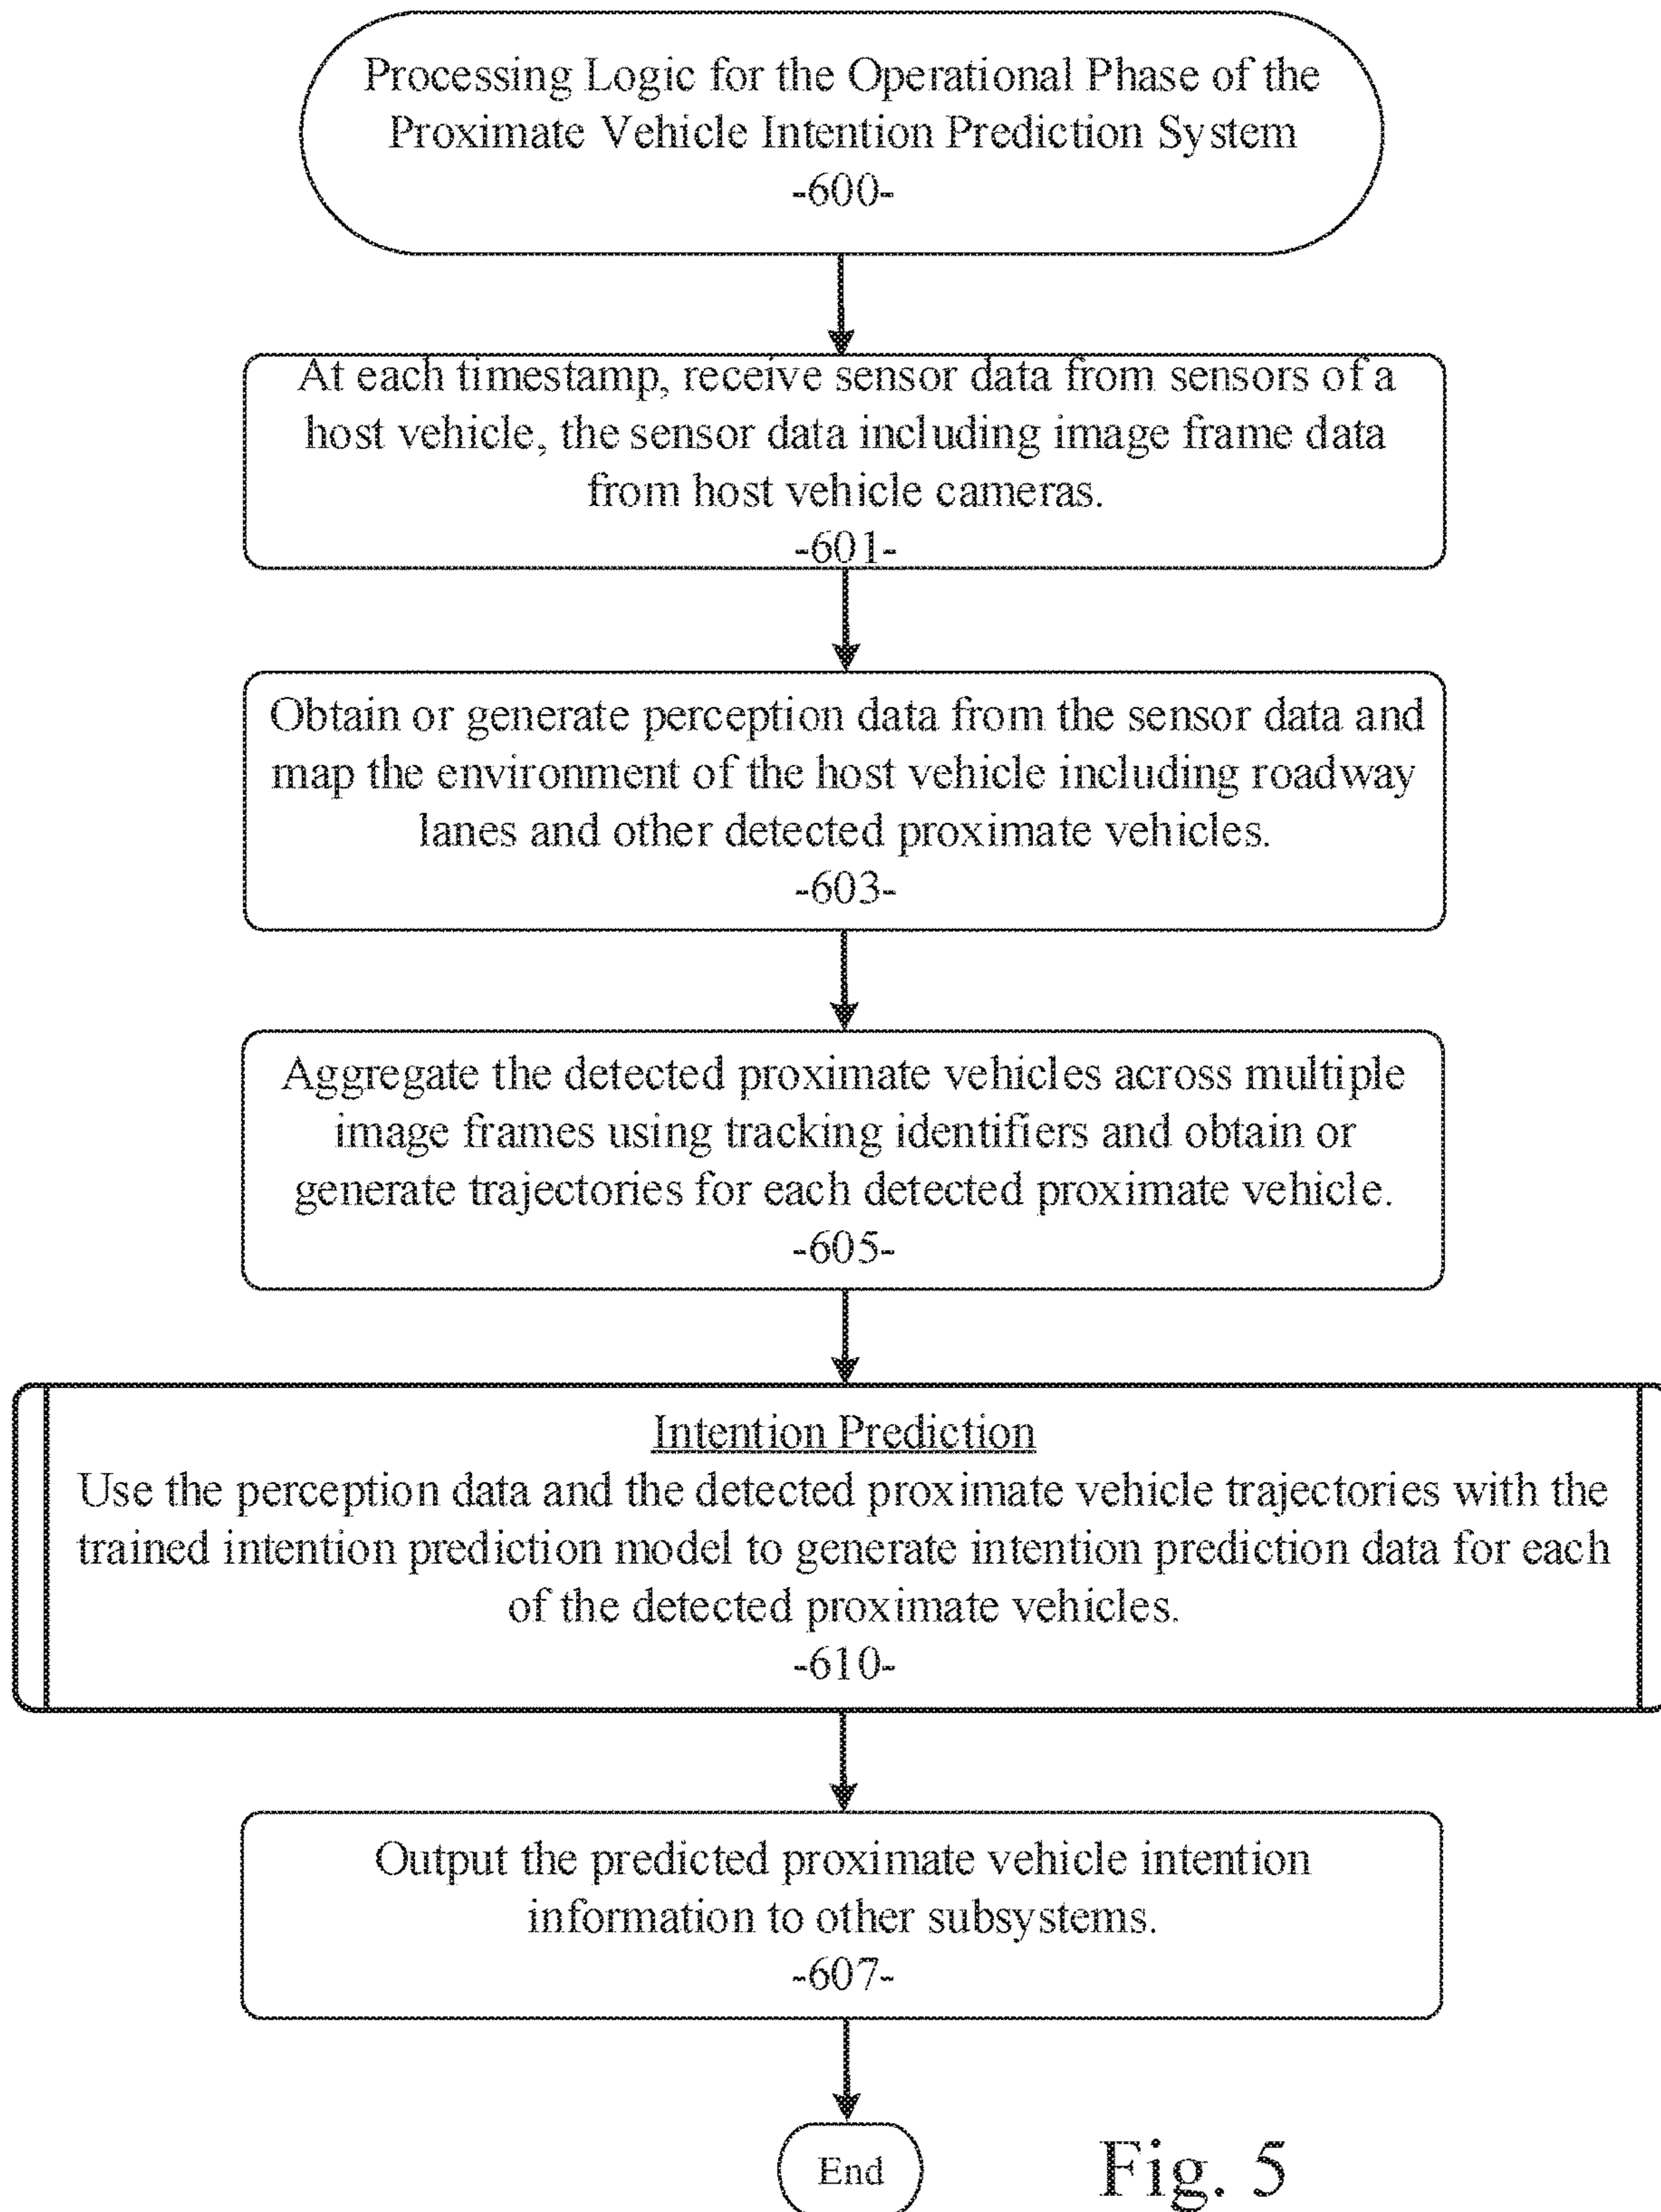 Processing Logic for the Operational Phase of the
Proximate Vehicle Intention Prediction System
-600-
At each timestamp, receive sensor data from sensors of a
host vehicle, the sensor data including image frame data
from host vehicle cameras.
-601-
Obtain or generate perception data from the sensor data and
map the environment of the host vehicle including roadway
lanes and other detected proximate vehicles.
-603-
Aggregate the detected proximate vehicles across multiple
image frames using tracking identifiers and obtain or
generate trajectories for each detected proximate vehicle.
-605-
Intention Prediction
Use the perception data and the detected proximate vehicle trajectories with the
trained intention prediction model to generate intention prediction data for each
of the detected proximate vehicles.
-610-
Output the predicted proximate vehicle intention
information to other subsystems.
-607-
End
Fig. 5